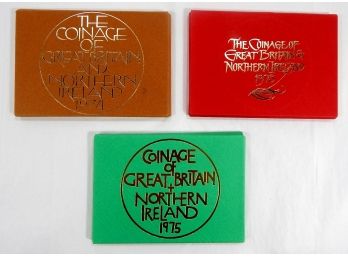 THE
COINAGE
OF
GREAT BRITAIN
AND
NORTHERN
IRELAND
1974
THE COINAGE OF
GREAT BRITAIN &
NORTHERN IRELAND
COINAGE
OF
GREAT BRITAIN
+
NORTHERN
IRELAND
1975